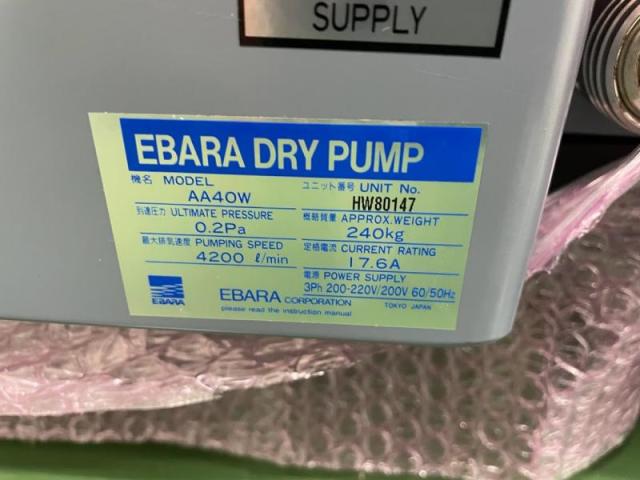 SUPPLY
EBARA DRY PUMP
機名 MODEL
AA40W
ユニット番号 UNIT No.
HW80147
到達圧力 ULTIMATE PRESSURE
0.2Pa
概略質量 APPROX.WEIGHT
240kg
最大排気速度 PUMPING SPEED
4200 ℓ/min
定格電流 CURRENT RATING
17.6A
電源 POWER SUPPLY
3Ph 200-220V/200V 60/50Hz
EBARA
EBARA CORPORATION
TOKYO JAPAN
please read the instruction manual